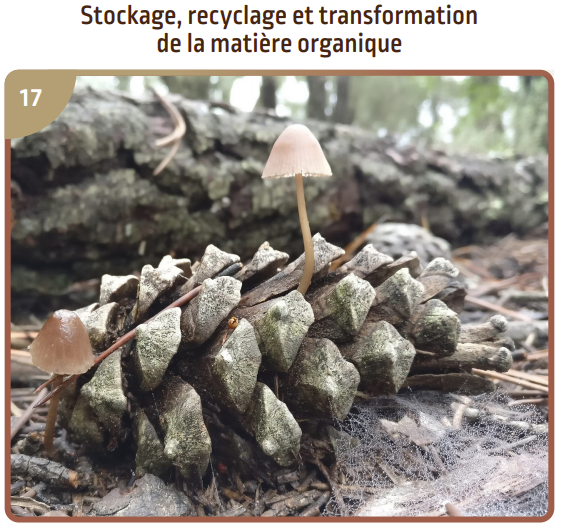 Stockage, recyclage et transformation
de la matière organique
17